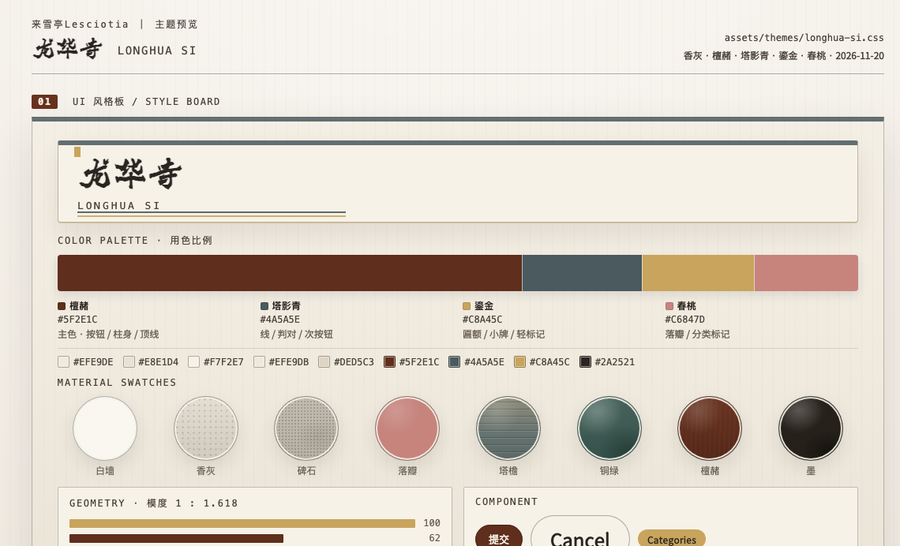 来雪亭Lesciotia | 主题预览
龙华寺 LONGHUA SI
assets/themes/longhua-si.css
香灰 · 檀赭 · 塔影青 · 鎏金 · 春桃 · 2026-11-20
01 UI 风格板 / STYLE BOARD
龙华寺
LONGHUA SI
COLOR PALETTE · 用色比例
檀赭 塔影青 鎏金 春桃
#5F2E1C #4A5A5E #C8A45C #C6847D
主色 · 按钮 / 柱身 / 顶线 线 / 判对 / 次按钮 匾额 / 小牌 / 轻标记 落瓣 / 分类标记
#EFE9DE #E8E1D4 #F7F2E7 #EFE9DB #DED5C3 #5F2E1C #4A5A5E #C8A45C #2A2521
MATERIAL SWATCHES
白墙 香灰 碑石 落瓣 塔檐 铜绿 檀赭 墨
GEOMETRY · 模度 1 : 1.618
100
62
COMPONENT
提交 Cancel Categories